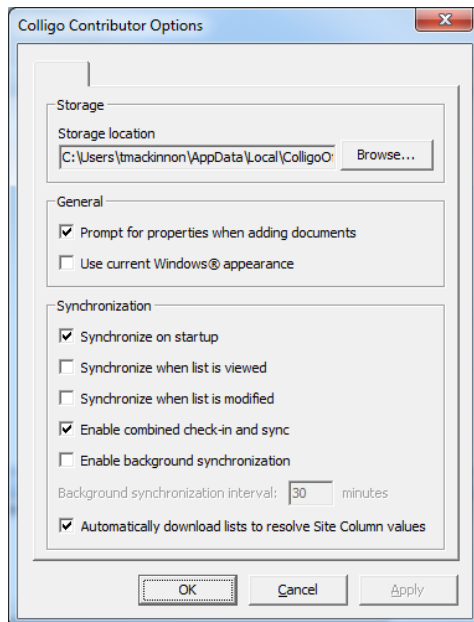 Colligo Contributor Options
Storage
Storage location
C:\Users\tmackinnon\AppData\Local\ColligoO
Browse...
General
Prompt for properties when adding documents
Use current Windows® appearance
Synchronization
Synchronize on startup
Synchronize when list is viewed
Synchronize when list is modified
Enable combined check-in and sync
Enable background synchronization
Background synchronization interval: 30 minutes
Automatically download lists to resolve Site Column values
OK Cancel Apply